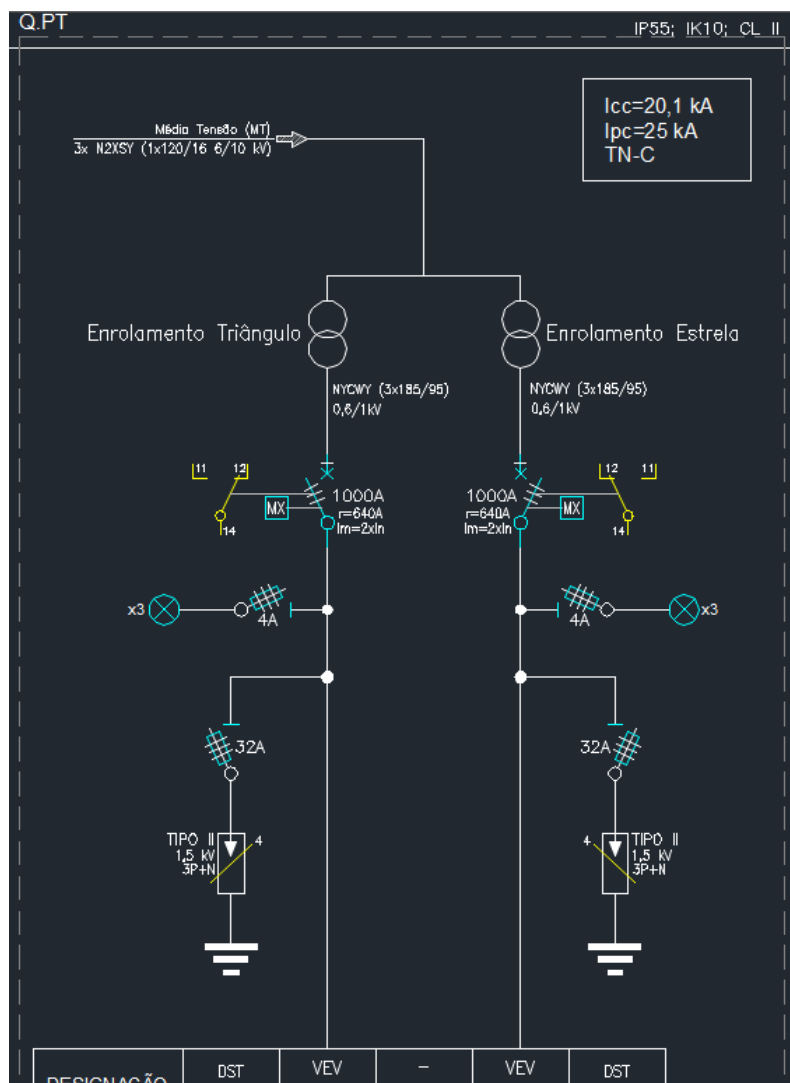 Q.PT
IP55; IK10; CL II
Icc=20,1 kA
Ipc=25 kA
TN-C
Média Tensão (MT)
3x N2XSY (1x120/16 6/10 kV)
Enrolamento Triângulo
Enrolamento Estrela
NYCWY (3x185/95)
0,6/1kV
NYCWY (3x185/95)
0,6/1kV
11 12
14
MX
1000A
r=640A
Im=2xIn
1000A
r=640A
Im=2xIn
MX
12 11
14
x3
4A
4A
x3
32A
32A
TIPO II
1,5 kV
3P+N
4
4
TIPO II
1,5 kV
3P+N
DESIGNAÇÃO
DST
VEV
-
VEV
DST